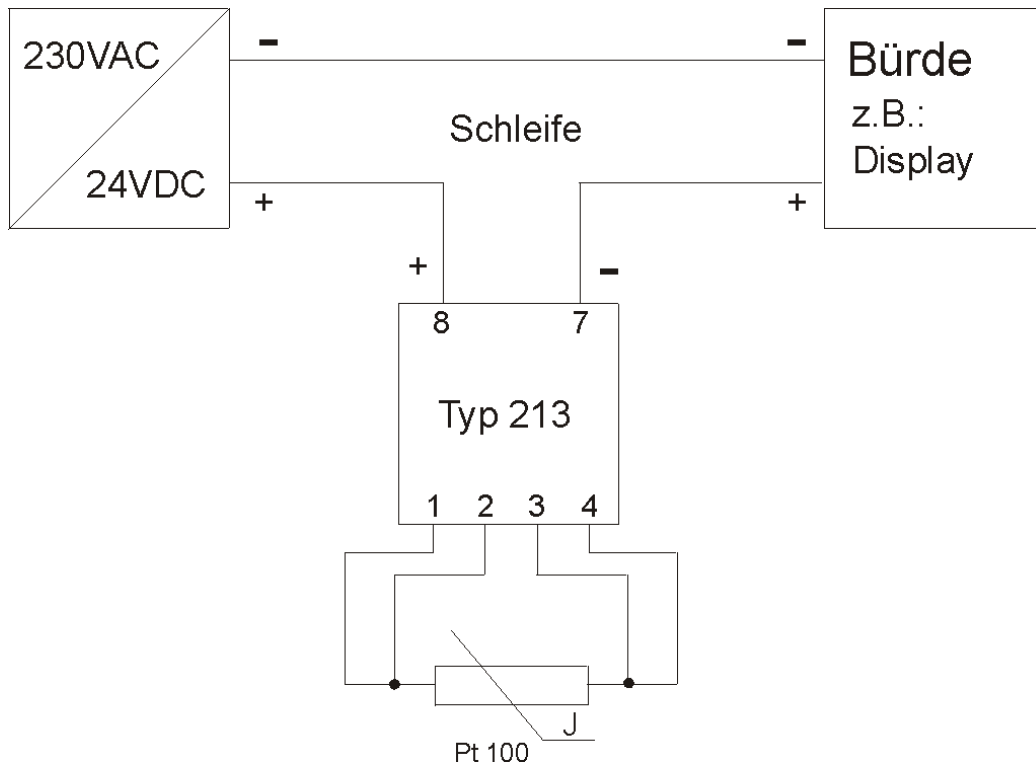 230VAC
24VDC
-
-
Schleife
Bürde
z.B.:
Display
+
+
+
-
8
7
Typ 213
1 2 3 4
J
Pt 100